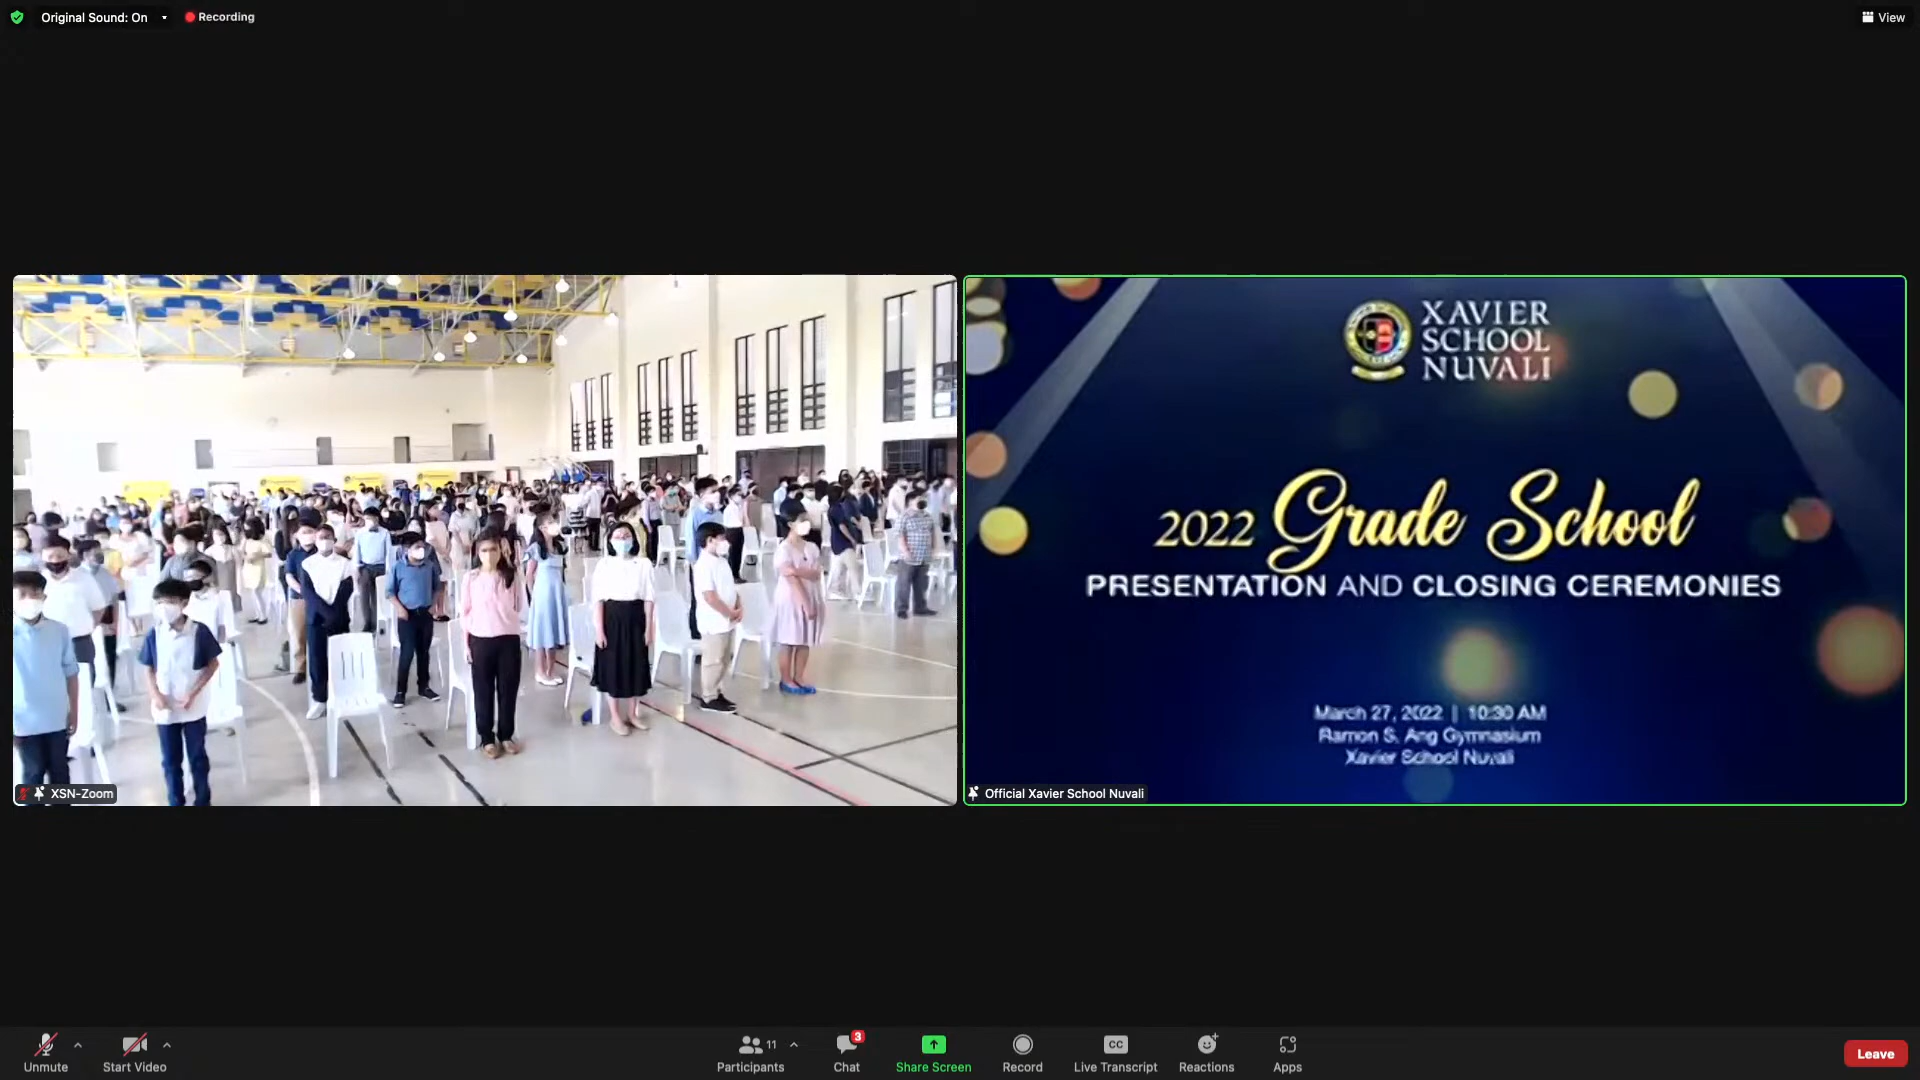 Original Sound: On
Recording
View
XAVIER
SCHOOL
NUVALI
2022 Grade School
PRESENTATION AND CLOSING CEREMONIES
March 27, 2022 | 10:30 AM
Ramon S. Ang Gymnasium
Xavier School Nuvali
XSN-Zoom
Official Xavier School Nuvali
Unmute
Start Video
11
Participants
3
Chat
Share Screen
Record
CC
Live Transcript
Reactions
Apps
Leave